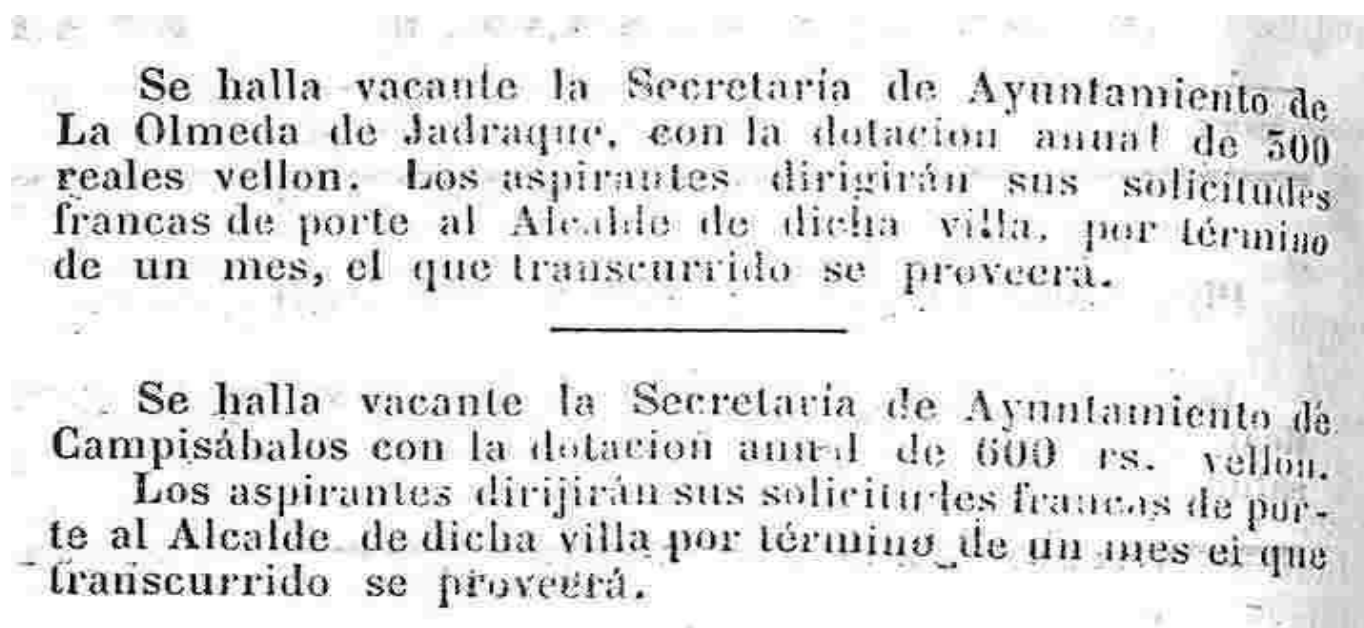 Se halla vacante la Secretaría de Ayuntamiento de
La Olmeda de Jadraque, con la dotacion anual de 500
reales vellon. Los aspirantes dirigirán sus solicitudes
francas de porte al Alcalde de dicha villa, por término
de un mes, el que transcurrido se proveerá.
Se halla vacante la Secretaría de Ayuntamiento de
Campisábalos con la dotacion anual de 600 rs. vellon.
Los aspirantes dirijirán sus solicitudes francas de por-
te al Alcalde de dicha villa por término de un mes el que
transcurrido se proveerá.